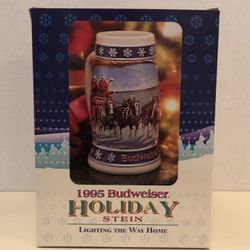 Budweiser
1995 Budweiser
HOLIDAY
STEIN
LIGHTING THE WAY HOME